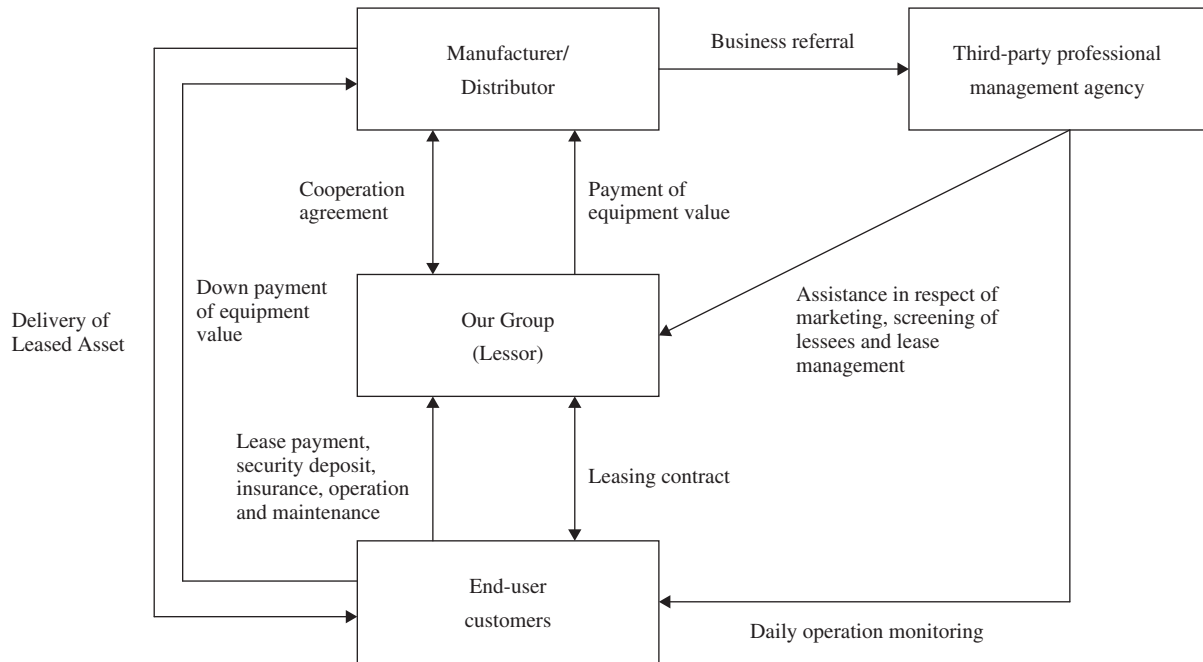 Manufacturer/
Distributor
Business referral
Third-party professional
management agency
Cooperation
agreement
Payment of
equipment value
Down payment
of equipment
value
Delivery of
Leased Asset
Our Group
(Lessor)
Assistance in respect of
marketing, screening of
lessees and lease
management
Lease payment,
security deposit,
insurance, operation
and maintenance
Leasing contract
End-user
customers
Daily operation monitoring